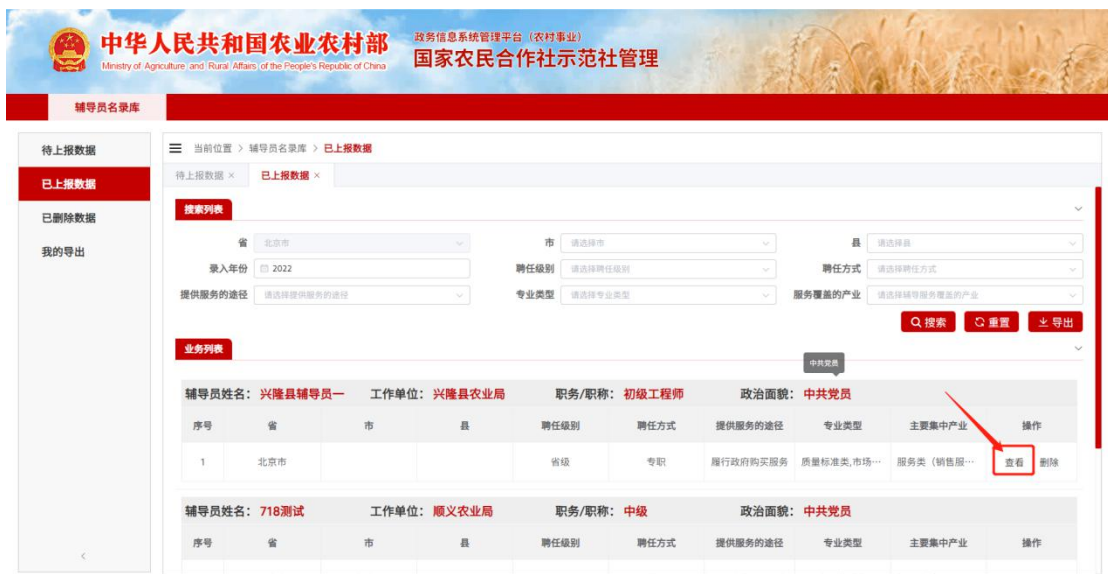 中华人民共和国农业农村部
Ministry of Agriculture and Rural Affairs of the People's Republic of China
政务信息系统管理平台（农村事业）
国家农民合作社示范社管理
辅导员名录库
待上报数据
已上报数据
已删除数据
我的导出
当前位置 > 辅导员名录库 > 已上报数据
待上报数据 × 已上报数据 ×
搜索列表
省 北京市 市 请选择市 县 请选择县
录入年份 2022 聘任级别 请选择聘任级别 聘任方式 请选择聘任方式
提供服务的途径 请选择提供服务的途径 专业类型 请选择专业类型 服务覆盖的产业 请选择辅导服务覆盖的产业
搜索 重置 导出
业务列表
中共党员
辅导员姓名： 兴隆县辅导员一 工作单位： 兴隆县农业局 职务/职称： 初级工程师 政治面貌： 中共党员
序号 省 市 县 聘任级别 聘任方式 提供服务的途径 专业类型 主要集中产业 操作
1 北京市 省级 专职 履行政府购买服务 质量标准类,市场… 服务类（销售服… 查看 删除
辅导员姓名： 718测试 工作单位： 顺义农业局 职务/职称： 中级 政治面貌： 中共党员
序号 省 市 县 聘任级别 聘任方式 提供服务的途径 专业类型 主要集中产业 操作